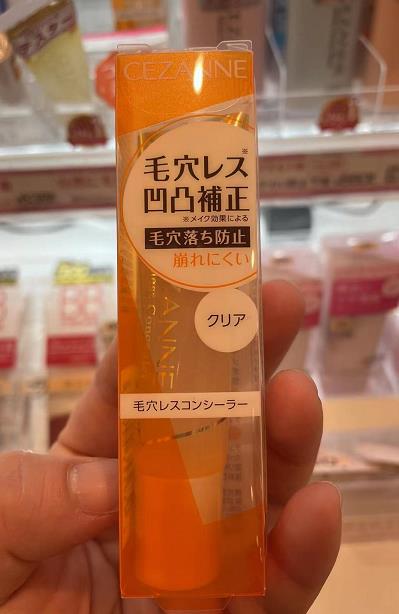 CEZANNE
毛穴レス※
凹凸補正
※メイク効果による
毛穴落ち防止
崩れにくい
クリア
毛穴レスコンシーラー